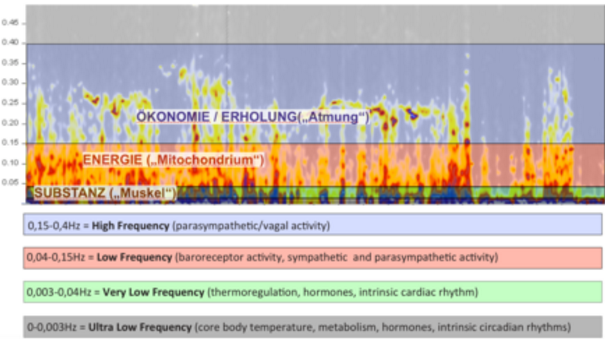 0.45
0.40
0.35
0.30
0.25
0.20
0.15
0.10
0.05
ÖKONOMIE / ERHOLUNG(„Atmung“)
ENERGIE („Mitochondrium“)
SUBSTANZ („Muskel“)
0,15-0,4Hz = High Frequency (parasympathetic/vagal activity)
0,04-0,15Hz = Low Frequency (baroreceptor activity, sympathetic and parasympathetic activity)
0,003-0,04Hz = Very Low Frequency (thermoregulation, hormones, intrinsic cardiac rhythm)
0-0,003Hz = Ultra Low Frequency (core body temperature, metabolism, hormones, intrinsic circadian rhythms)